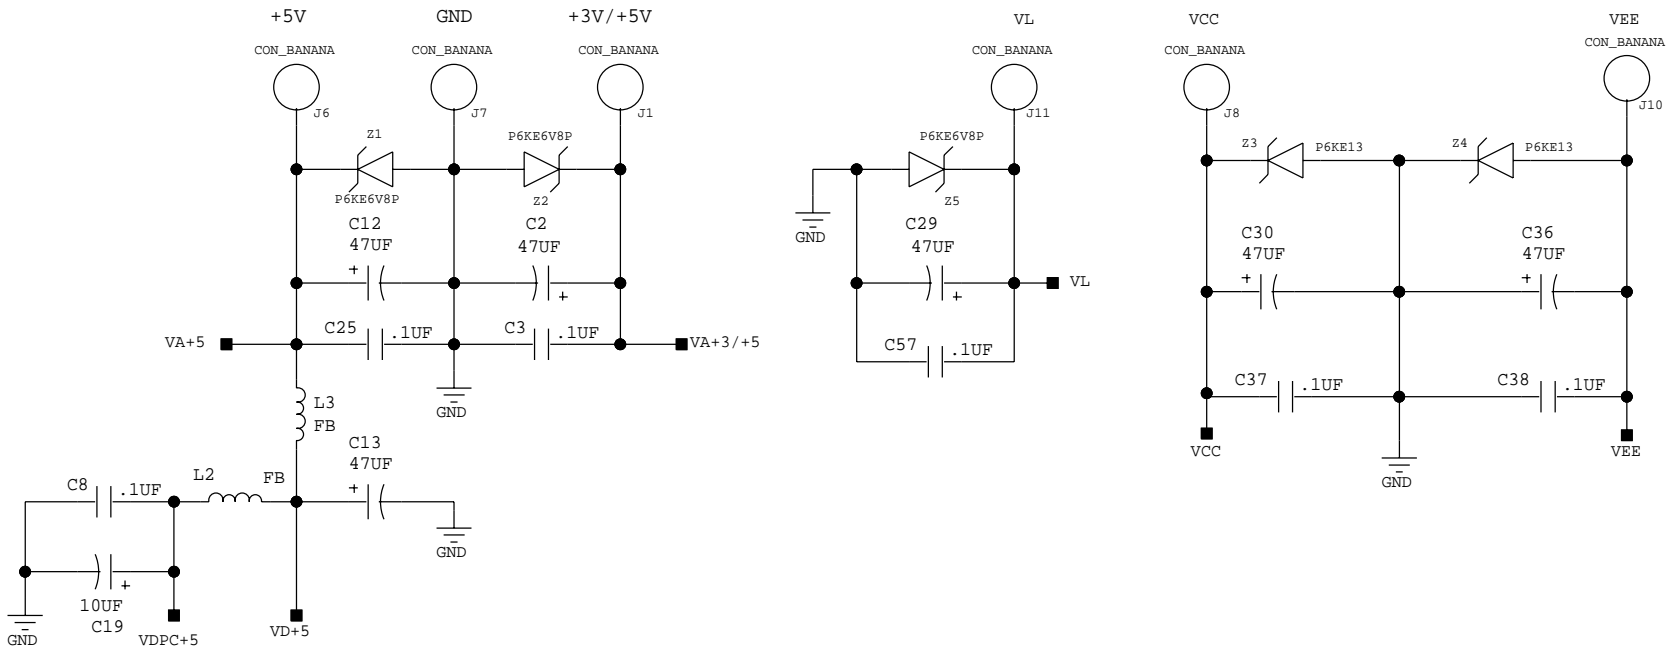 +5V
GND
+3V/+5V
VL
VCC
VEE
CON_BANANA
CON_BANANA
CON_BANANA
CON_BANANA
CON_BANANA
CON_BANANA
J6
J7
J1
J11
J8
J10
Z1
P6KE6V8P
P6KE6V8P
Z2
P6KE6V8P
Z5
Z3
P6KE13
Z4
P6KE13
C12
47UF
+
C2
47UF
+
C29
47UF
+
GND
VL
C30
47UF
+
C36
47UF
+
VA+5
C25
.1UF
C3
.1UF
VA+3/+5
C57
.1UF
C37
.1UF
C38
.1UF
GND
L3
FB
VCC
VEE
GND
C13
47UF
+
GND
L2
FB
C8
.1UF
+
10UF
C19
GND
VDPC+5
VD+5